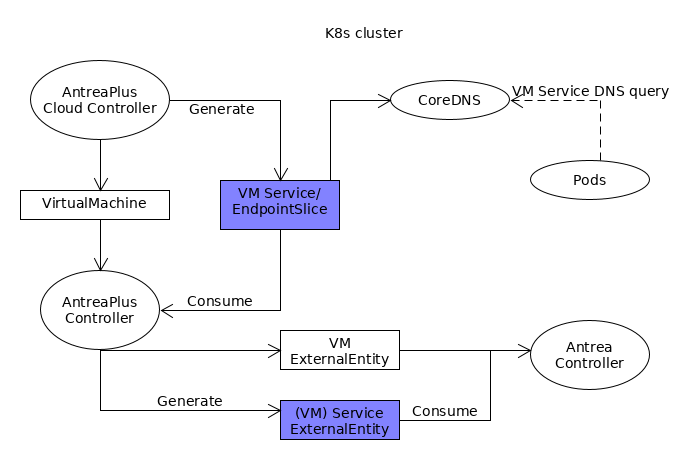 K8s cluster
AntreaPlus
Cloud Controller
Generate
CoreDNS
VM Service DNS query
Pods
VirtualMachine
VM Service/
EndpointSlice
AntreaPlus
Controller
Consume
VM
ExternalEntity
Antrea
Controller
Generate
(VM) Service
ExternalEntity
Consume